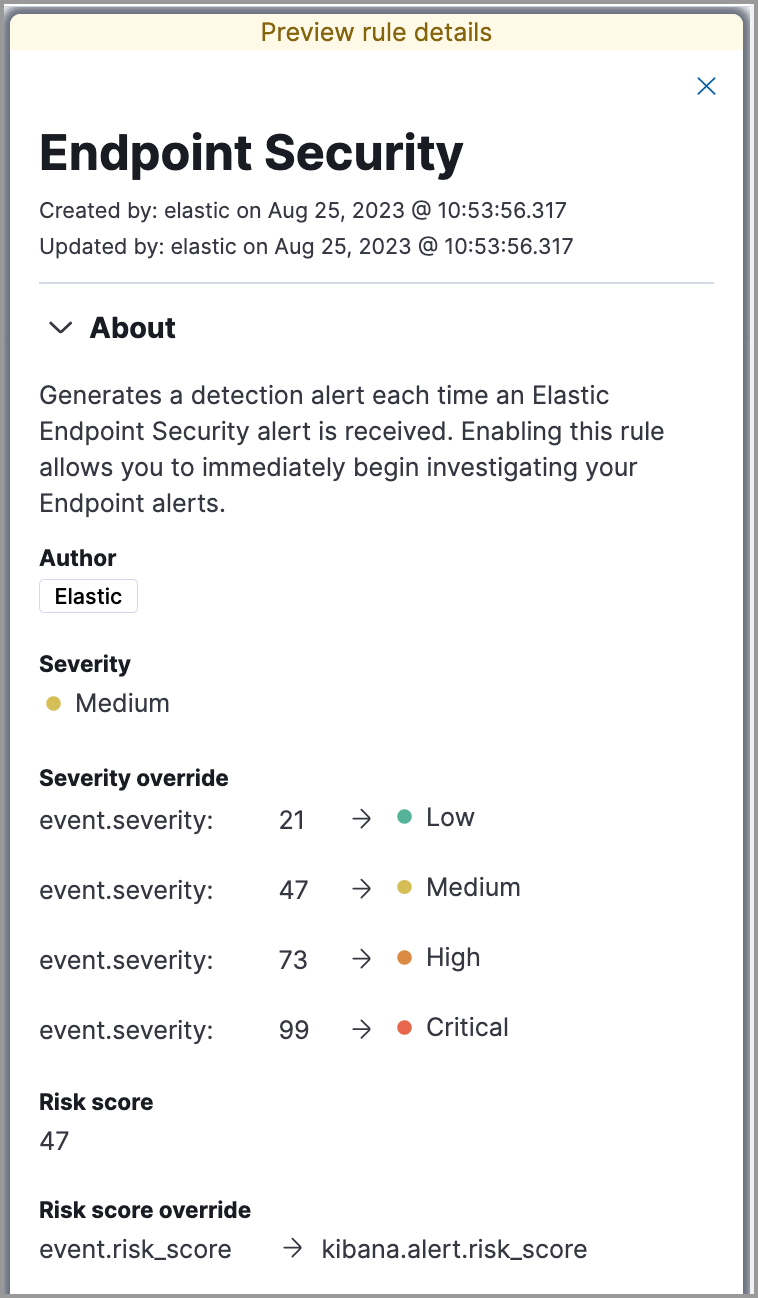 Preview rule details
Endpoint Security
Created by: elastic on Aug 25, 2023 @ 10:53:56.317
Updated by: elastic on Aug 25, 2023 @ 10:53:56.317
About
Generates a detection alert each time an Elastic
Endpoint Security alert is received. Enabling this rule
allows you to immediately begin investigating your
Endpoint alerts.
Author
Elastic
Severity
Medium
Severity override
event.severity: 21 → Low
event.severity: 47 → Medium
event.severity: 73 → High
event.severity: 99 → Critical
Risk score
47
Risk score override
event.risk_score → kibana.alert.risk_score